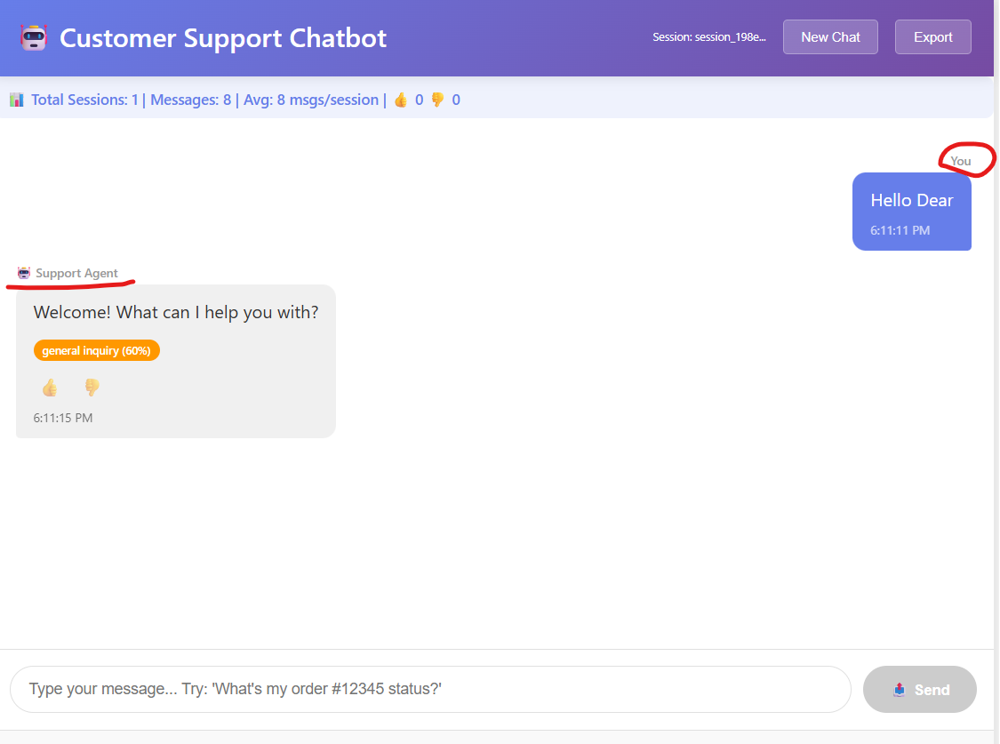 Customer Support Chatbot
Session: session_198e...
New Chat
Export
Total Sessions: 1 | Messages: 8 | Avg: 8 msgs/session | 👍 0 👎 0
You
Hello Dear
6:11:11 PM
Support Agent
Welcome! What can I help you with?
general inquiry (60%)
6:11:15 PM
Type your message... Try: 'What's my order #12345 status?'
Send